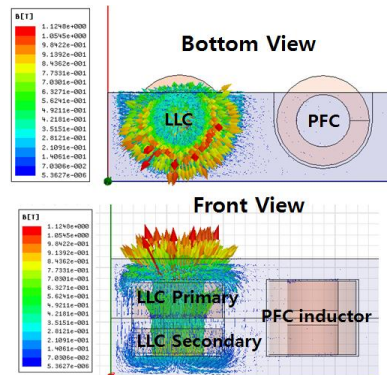 B[T]
1.1248e+000
1.0545e+000
9.8422e-001
9.1392e-001
8.4362e-001
7.7331e-001
7.0301e-001
6.3271e-001
5.6241e-001
4.9211e-001
4.2181e-001
3.5151e-001
2.8121e-001
2.1091e-001
1.4061e-001
7.0306e-002
5.3627e-006
Bottom View
LLC
PFC
B[T]
1.1248e+000
1.0545e+000
9.8422e-001
9.1392e-001
8.4362e-001
7.7331e-001
7.0301e-001
6.3271e-001
5.6241e-001
4.9211e-001
4.2181e-001
3.5151e-001
2.8121e-001
2.1091e-001
1.4061e-001
7.0306e-002
5.3627e-006
Front View
LLC Primary
PFC inductor
LLC Secondary